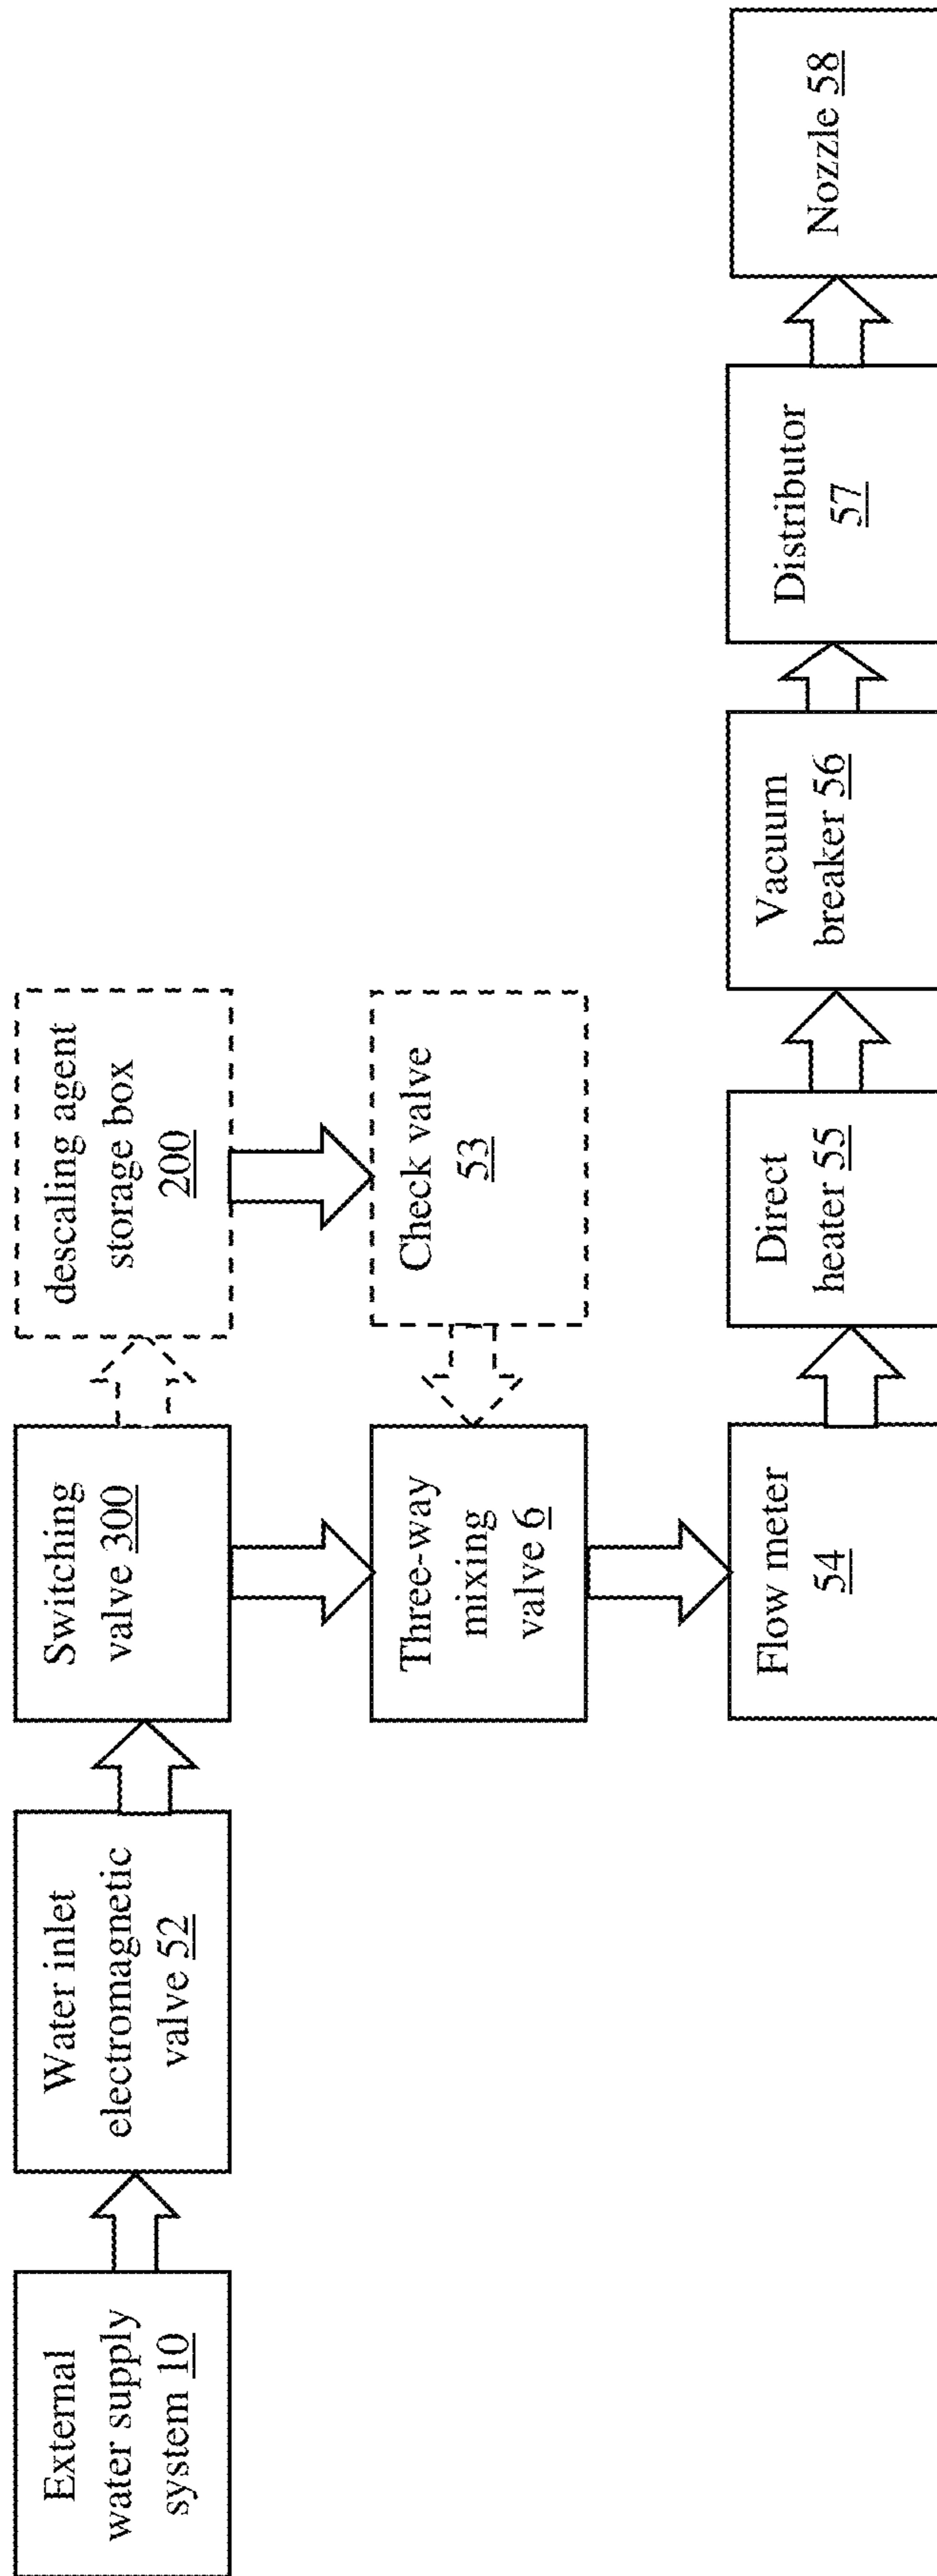 External
water supply
system 10
Water inlet
electromagnetic
valve 52
Switching
valve 300
descaling agent
storage box
200
Three-way
mixing
valve 6
Check valve
53
Flow meter
54
Direct
heater 55
Vacuum
breaker 56
Distributor
57
Nozzle 58